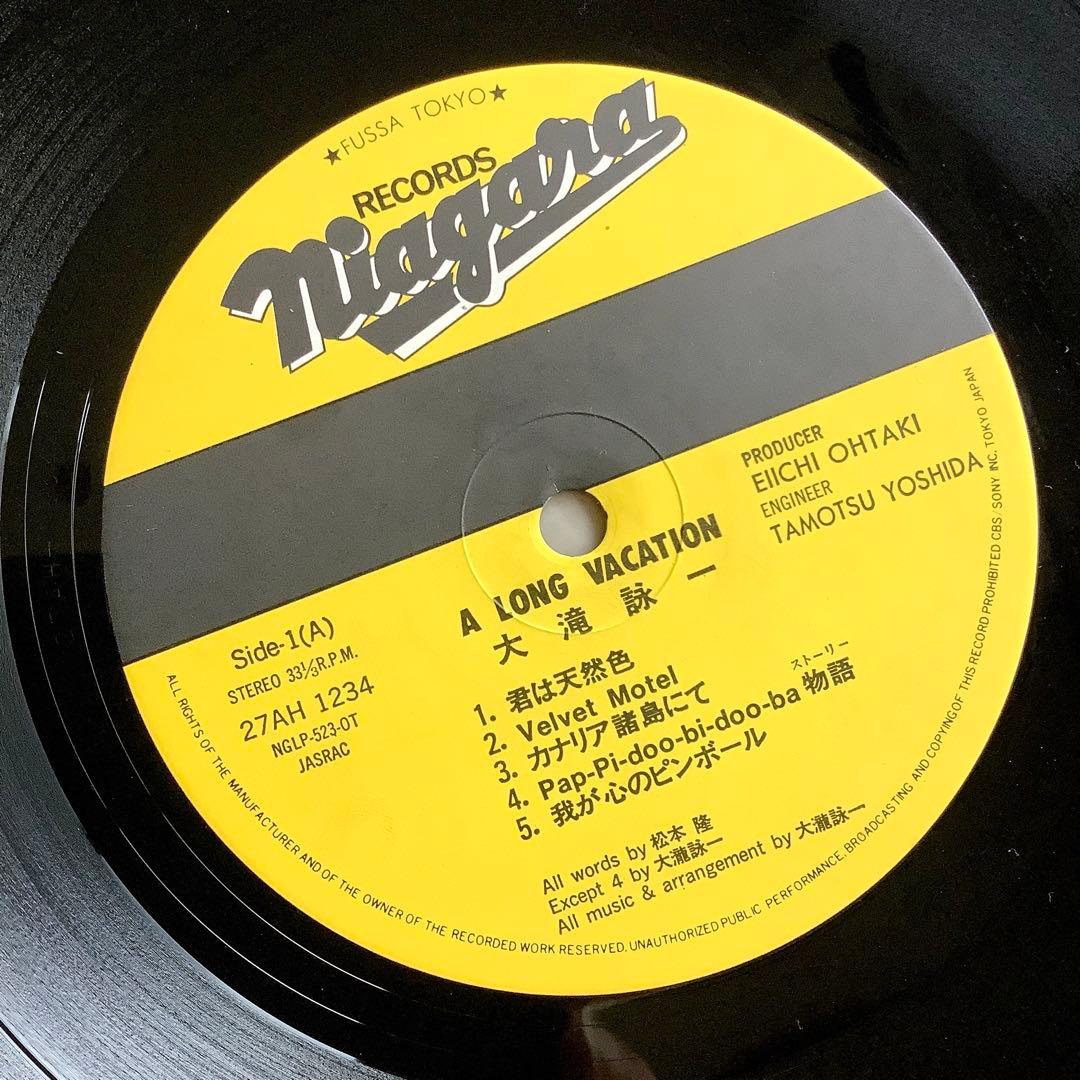 ★FUSSA TOKYO★
RECORDS
Niagara
PRODUCER
EIICHI OHTAKI
ENGINEER
TAMOTSU YOSHIDA
A LONG VACATION
大滝詠一
Side-1(A)
STEREO 33⅓R.P.M.
27AH 1234
NGLP-523-OT
JASRAC
1. 君は天然色
2. Velvet Motel
3. カナリア諸島にて
ストーリー
4. Pap-Pi-doo-bi-doo-ba物語
5. 我が心のピンボール
All words by 松本 隆
Except 4 by 大瀧詠一
All music & arrangement by 大瀧詠一
ALL RIGHTS OF THE MANUFACTURER AND OF THE OWNER OF THE RECORDED WORK RESERVED. UNAUTHORIZED PUBLIC PERFORMANCE, BROADCASTING AND COPYING OF THIS RECORD PROHIBITED CBS/SONY INC. TOKYO JAPAN